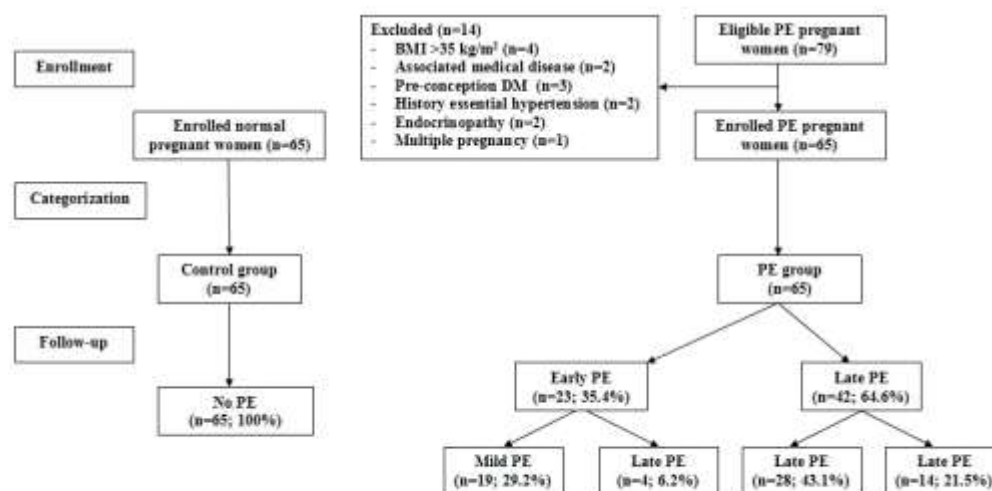 Excluded (n=14)
- BMI >35 kg/m² (n=4)
- Associated medical disease (n=2)
- Pre-conception DM (n=3)
- History essential hypertension (n=2)
- Endocrinopathy (n=2)
- Multiple pregnancy (n=1)
Eligible PE pregnant
women (n=79)
Enrollment
Enrolled normal
pregnant women (n=65)
Enrolled PE pregnant
women (n=65)
Categorization
Control group
(n=65)
PE group
(n=65)
Follow-up
No PE
(n=65; 100%)
Early PE
(n=23; 35.4%)
Late PE
(n=42; 64.6%)
Mild PE
(n=19; 29.2%)
Late PE
(n=4; 6.2%)
Late PE
(n=28; 43.1%)
Late PE
(n=14; 21.5%)